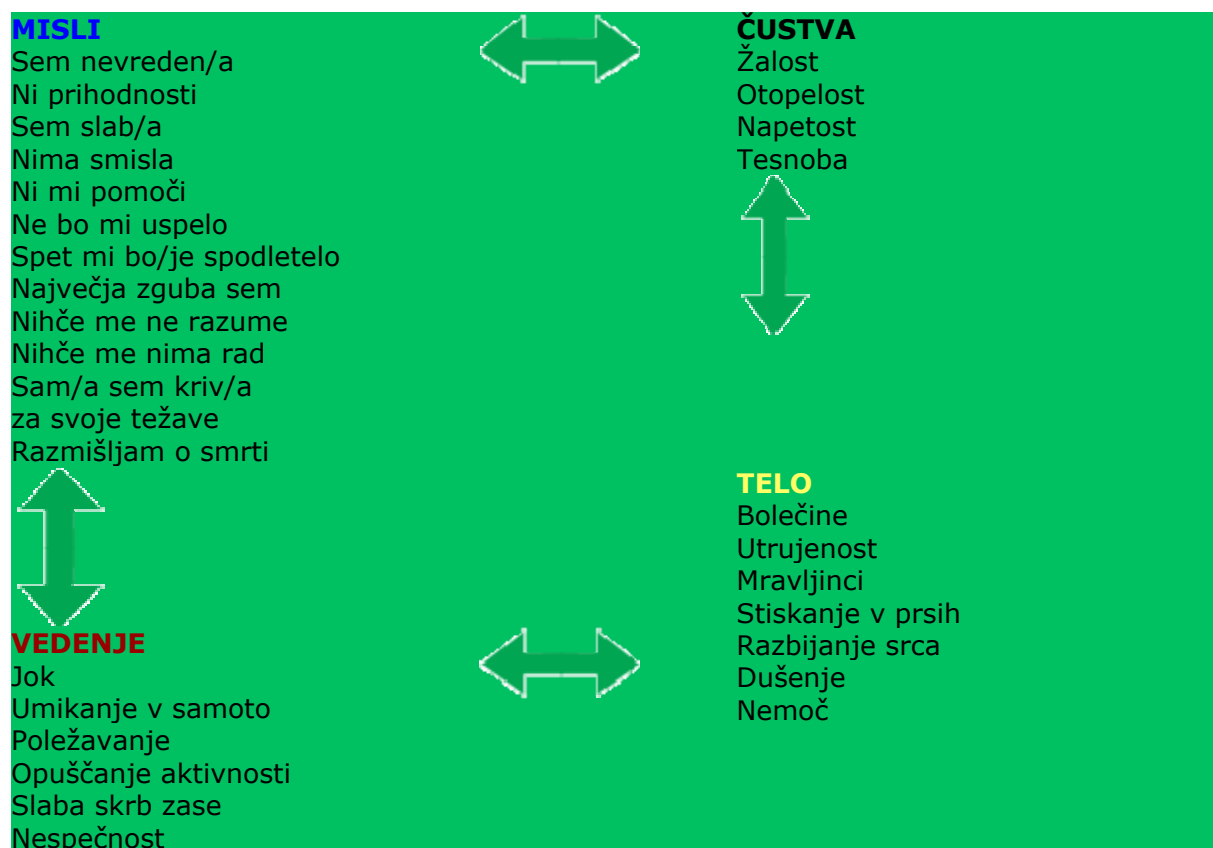 MISLI
Sem nevreden/a
Ni prihodnosti
Sem slab/a
Nima smisla
Ni mi pomoči
Ne bo mi uspelo
Spet mi bo/je spodletelo
Največja zguba sem
Nihče me ne razume
Nihče me nima rad
Sam/a sem kriv/a
za svoje težave
Razmišljam o smrti
ČUSTVA
Žalost
Otopelost
Napetost
Tesnoba
VEDENJE
Jok
Umikanje v samoto
Poležavanje
Opuščanje aktivnosti
Slaba skrb zase
Nespečnost
TELO
Bolečine
Utrujenost
Mravljinci
Stiskanje v prsih
Razbijanje srca
Dušenje
Nemoč